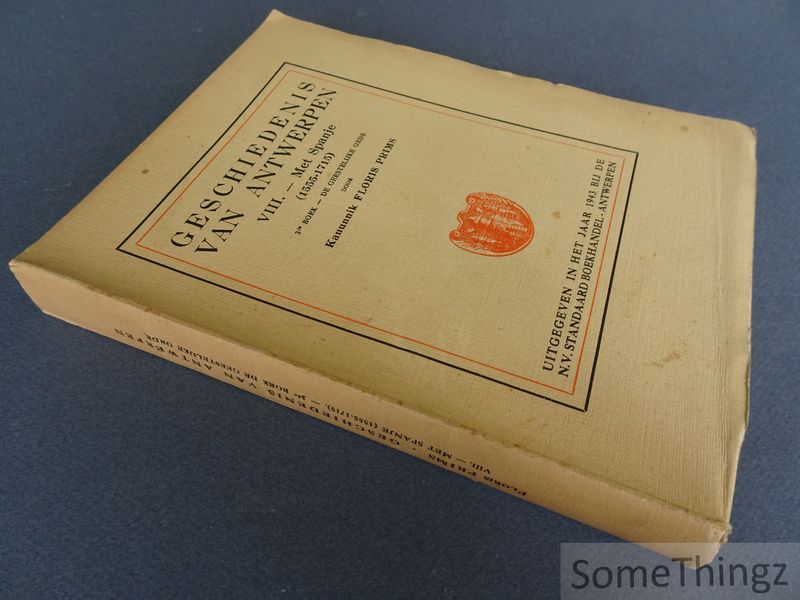 GESCHIEDENIS
VAN ANTWERPEN
VIII. — Met Spanje
(1555-1715)
3de BOEK — DE GEESTELIJKE ORDE
DOOR
Kanunnik FLORIS PRIMS
UITGEGEVEN IN HET JAAR 1943 BIJ DE
N.V. STANDAARD BOEKHANDEL - ANTWERPEN
FLORIS PRIMS - GESCHIEDENIS VAN ANTWERPEN
VIII. — MET SPANJE (1555-1715). — 3de BOEK DE GEESTELIJKE ORDE.
SomeThingz